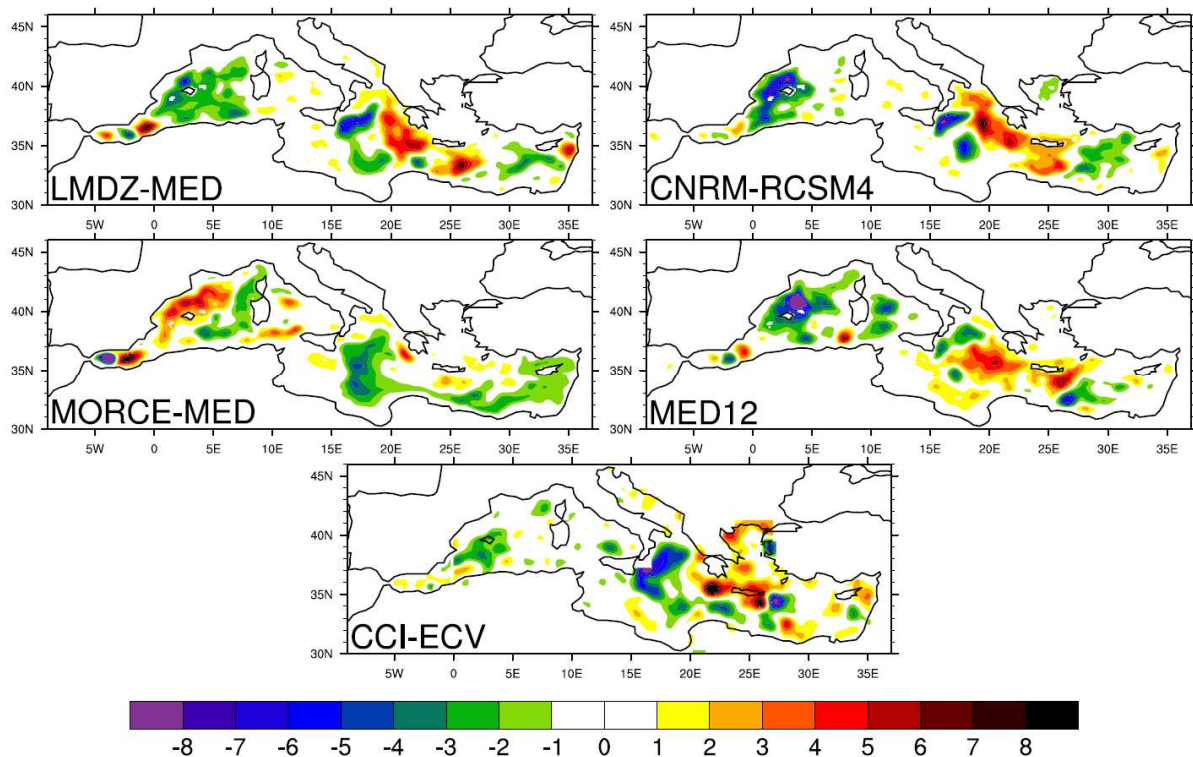 45N 45N
40N 40N
35N 35N
30N LMDZ-MED 30N CNRM-RCSM4
5W 0 5E 10E 15E 20E 25E 30E 35E 5W 0 5E 10E 15E 20E 25E 30E 35E
45N 45N
40N 40N
35N 35N
30N MORCE-MED 30N MED12
5W 0 5E 10E 15E 20E 25E 30E 35E 5W 0 5E 10E 15E 20E 25E 30E 35E
45N
40N
35N
30N CCI-ECV
5W 0 5E 10E 15E 20E 25E 30E 35E
-8 -7 -6 -5 -4 -3 -2 -1 0 1 2 3 4 5 6 7 8